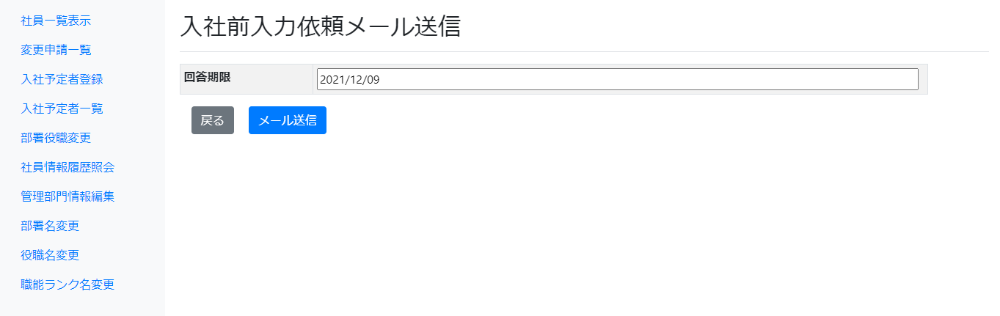 社員一覧表示
変更申請一覧
入社予定者登録
入社予定者一覧
部署役職変更
社員情報履歴照会
管理部門情報編集
部署名変更
役職名変更
職能ランク名変更
入社前入力依頼メール送信
回答期限
2021/12/09
戻る
メール送信